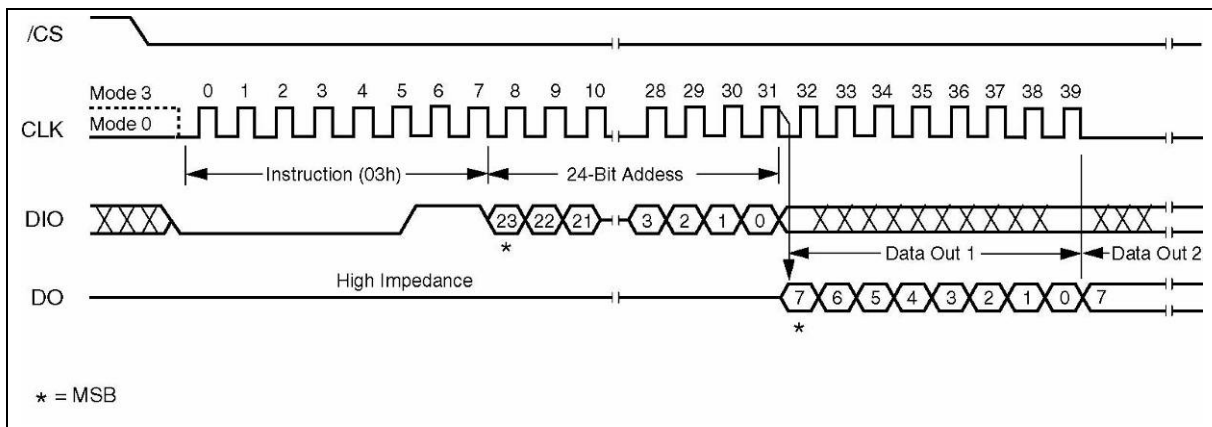 /CS
Mode 3
0 1 2 3 4 5 6 7 8 9 10 28 29 30 31 32 33 34 35 36 37 38 39
Mode 0
CLK
Instruction (03h)
24-Bit Addess
DIO
23 22 21 3 2 1 0
*
Data Out 1
Data Out 2
High Impedance
DO
7 6 5 4 3 2 1 0 7
*
* = MSB